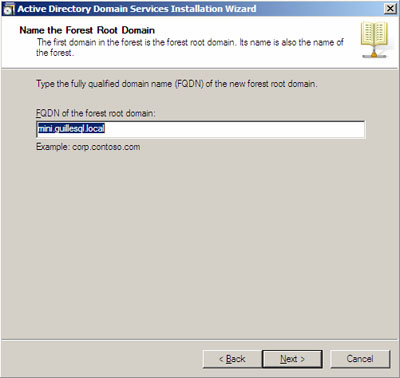 Active Directory Domain Services Installation Wizard
Name the Forest Root Domain
The first domain in the forest is the forest root domain. Its name is also the name of
the forest.
Type the fully qualified domain name (FQDN) of the new forest root domain.
FQDN of the forest root domain:
mini.guillesql.local
Example: corp.contoso.com
< Back
Next >
Cancel